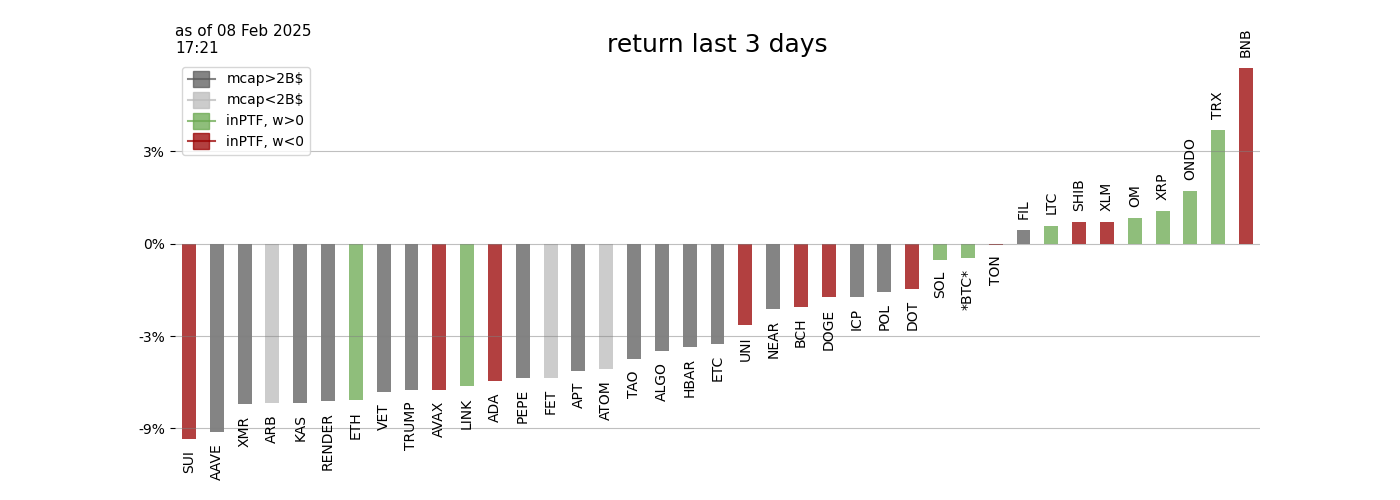 as of 08 Feb 2025
17:21
return last 3 days
mcap>2B$
mcap<2B$
inPTF, w>0
inPTF, w<0
3%
0%
-3%
-9%
SUI
AAVE
XMR
ARB
KAS
RENDER
ETH
VET
TRUMP
AVAX
LINK
ADA
PEPE
FET
APT
ATOM
TAO
ALGO
HBAR
ETC
UNI
NEAR
BCH
DOGE
ICP
POL
DOT
SOL
*BTC*
TON
FIL
LTC
SHIB
XLM
OM
XRP
ONDO
TRX
BNB